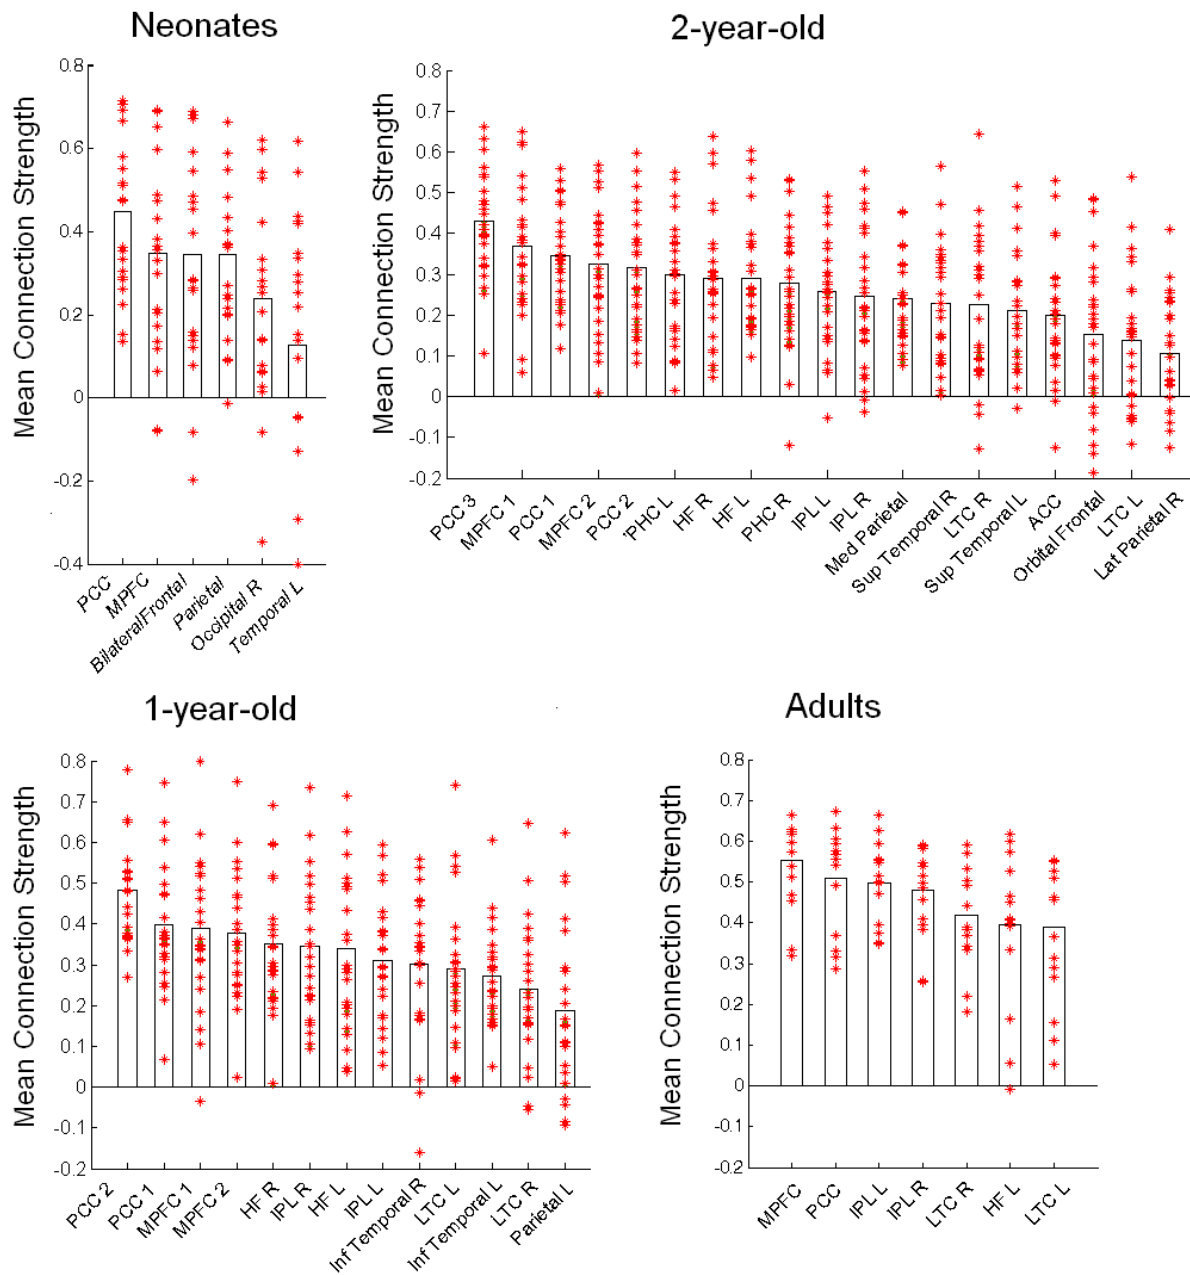 Neonates
Mean Connection Strength
0.8
0.6
0.4
0.2
0
-0.2
-0.4
PCC
MPFC
Bilateral Frontal
Parietal
Occipital R
Temporal L
2-year-old
Mean Connection Strength
0.8
0.7
0.6
0.5
0.4
0.3
0.2
0.1
0
-0.1
-0.2
PCC 3
MPFC 1
PCC 1
MPFC 2
PCC 2
'PHC L
HF R
HF L
PHC R
IPL L
IPL R
Med Parietal
Sup Temporal R
LTC R
Sup Temporal L
ACC
Orbital Frontal
LTC L
Lat Parietal R
1-year-old
Mean Connection Strength
0.8
0.7
0.6
0.5
0.4
0.3
0.2
0.1
0
-0.1
-0.2
PCC 2
PCC 1
MPFC 1
MPFC 2
HF R
IPL R
HF L
IPL L
Inf Temporal R
LTC L
Inf Temporal L
LTC R
Parietal L
Adults
Mean Connection Strength
0.8
0.7
0.6
0.5
0.4
0.3
0.2
0.1
0
-0.1
-0.2
MPFC
PCC
IPL L
IPL R
LTC R
HF L
LTC L